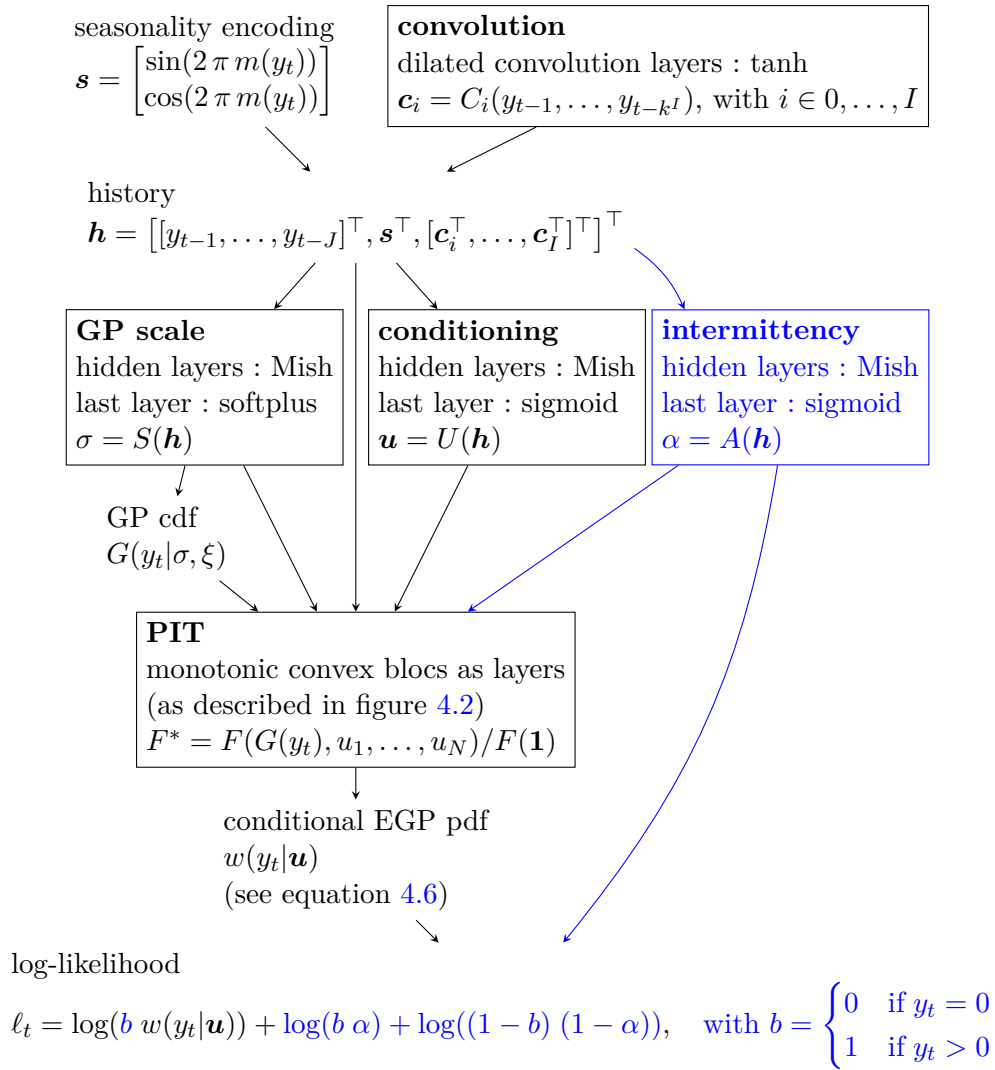 seasonality encoding
s = [sin(2 π m(y_t)) cos(2 π m(y_t))]
convolution
dilated convolution layers : tanh
c_i = C_i(y_{t−1}, . . . , y_{t−k^I}), with i ∈ 0, . . . , I
history
h = [[y_{t−1}, . . . , y_{t−J}]^⊤, s^⊤, [c_i^⊤, . . . , c_I^⊤]^⊤]^⊤
GP scale
hidden layers : Mish
last layer : softplus
σ = S(h)
conditioning
hidden layers : Mish
last layer : sigmoid
u = U(h)
intermittency
hidden layers : Mish
last layer : sigmoid
α = A(h)
GP cdf
G(y_t|σ, ξ)
PIT
monotonic convex blocs as layers
(as described in figure 4.2)
F* = F(G(y_t), u_1, . . . , u_N)/F(1)
conditional EGP pdf
w(y_t|u)
(see equation 4.6)
log-likelihood
ℓ_t = log(b w(y_t|u)) + log(b α) + log((1 − b) (1 − α)), with b = {0 if y_t = 0
1 if y_t > 0